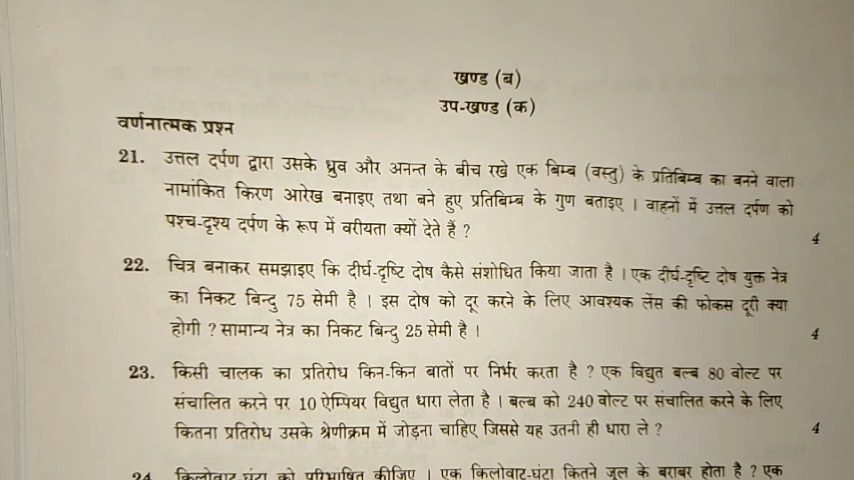 खण्ड (ब)
उप-खण्ड (क)
वर्णनात्मक प्रश्न
21. उत्तल दर्पण द्वारा उसके ध्रुव और अनन्त के बीच रखे एक बिम्ब (वस्तु) के प्रतिबिम्ब का बनने वाला
नामांकित किरण आरेख बनाइए तथा बने हुए प्रतिबिम्ब के गुण बताइए । वाहनों में उत्तल दर्पण को
पश्च-दृश्य दर्पण के रूप में वरीयता क्यों देते हैं ? 4
22. चित्र बनाकर समझाइए कि दीर्घ-दृष्टि दोष कैसे संशोधित किया जाता है । एक दीर्घ-दृष्टि दोष युक्त नेत्र
का निकट बिन्दु 75 सेमी है । इस दोष को दूर करने के लिए आवश्यक लेंस की फोकस दूरी क्या
होगी ? सामान्य नेत्र का निकट बिन्दु 25 सेमी है । 4
23. किसी चालक का प्रतिरोध किन-किन बातों पर निर्भर करता है ? एक विद्युत बल्ब 80 वोल्ट पर
संचालित करने पर 10 ऐम्पियर विद्युत धारा लेता है । बल्ब को 240 वोल्ट पर संचालित करने के लिए
कितना प्रतिरोध उसके श्रेणीक्रम में जोड़ना चाहिए जिससे यह उतनी ही धारा ले ? 4
24. किलोवाट-घंटा को परिभाषित कीजिए । एक किलोवाट-घंटा कितने जूल के बराबर होता है ? एक